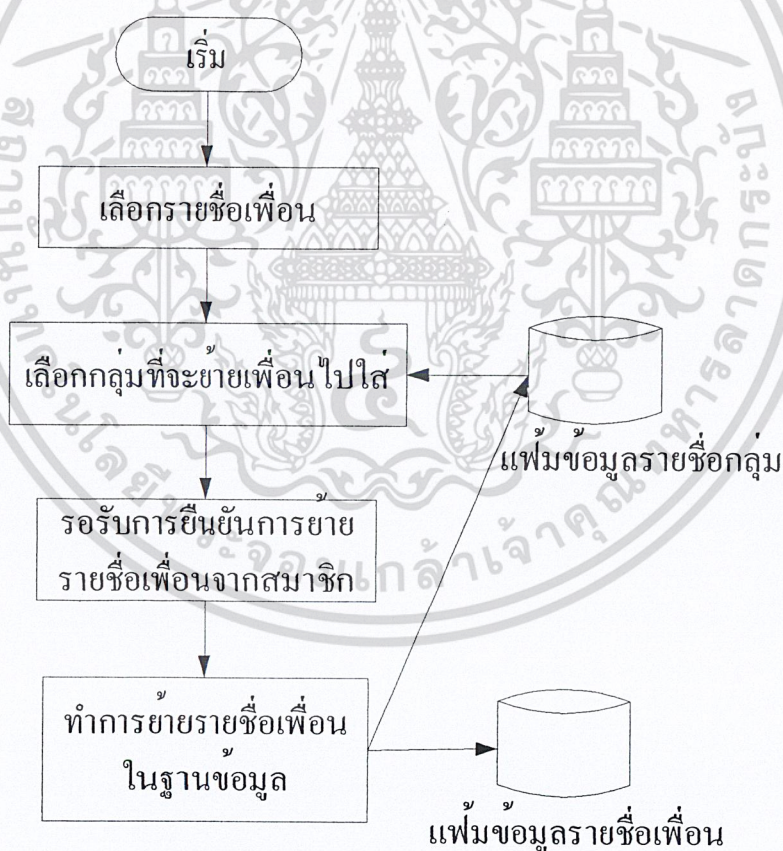 เริ่ม
เลือกรายชื่อเพื่อน
เลือกกลุ่มที่จะย้ายเพื่อนไปใส่
แฟ้มข้อมูลรายชื่อกลุ่ม
รอรับการยืนยันการย้าย
รายชื่อเพื่อนจากสมาชิก
ทำการย้ายรายชื่อเพื่อน
ในฐานข้อมูล
แฟ้มข้อมูลรายชื่อเพื่อน